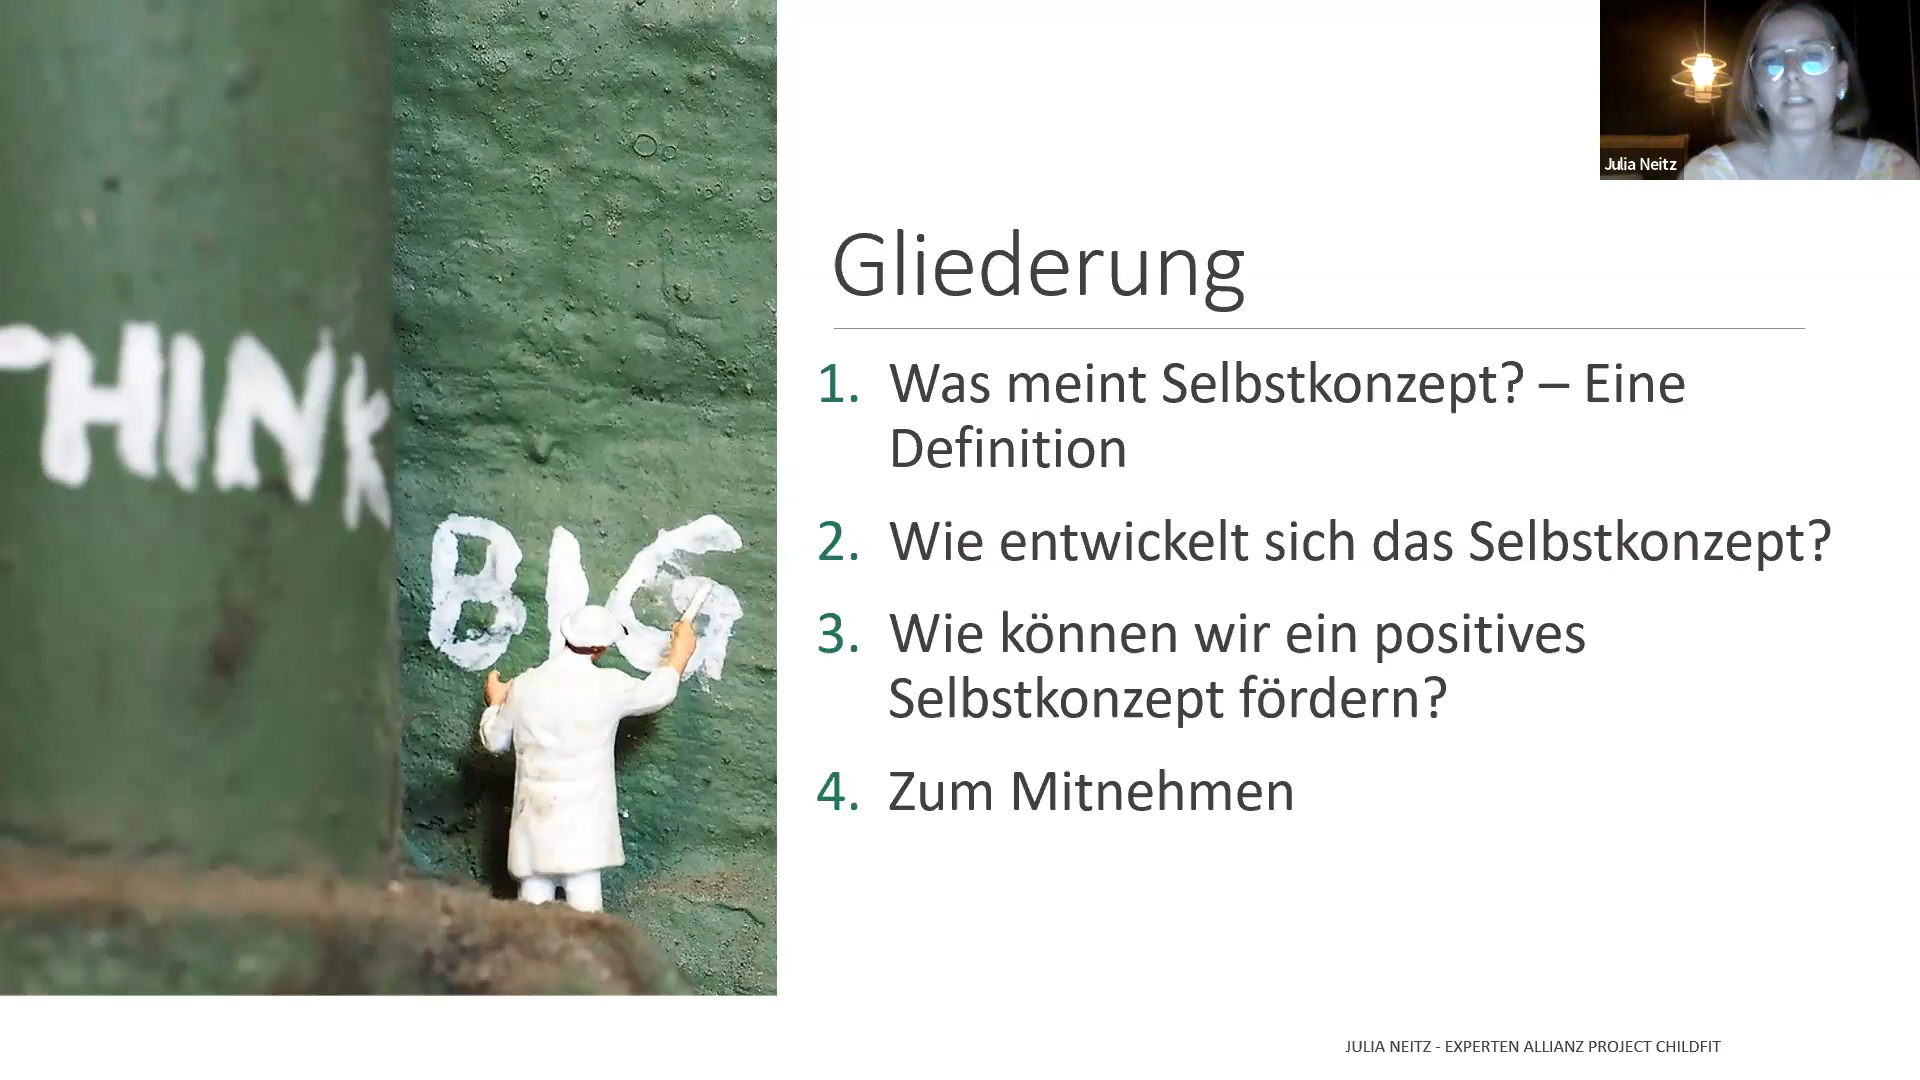 THINK
BIG
Julia Neitz
Gliederung
1. Was meint Selbstkonzept? – Eine
Definition
2. Wie entwickelt sich das Selbstkonzept?
3. Wie können wir ein positives
Selbstkonzept fördern?
4. Zum Mitnehmen
JULIA NEITZ - EXPERTEN ALLIANZ PROJECT CHILDFIT